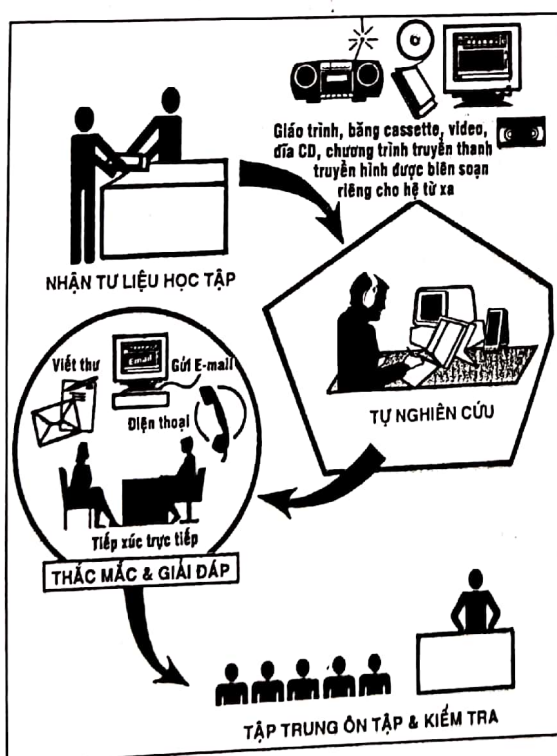 Giáo trình, băng cassette, video,
đĩa CD, chương trình truyền thanh
truyền hình được biên soạn
riêng cho hệ từ xa
NHẬN TƯ LIỆU HỌC TẬP
TỰ NGHIÊN CỨU
Viết thư
Email
Gửi E-mail
Điện thoại
Tiếp xúc trực tiếp
THẮC MẮC & GIẢI ĐÁP
TẬP TRUNG ÔN TẬP & KIỂM TRA